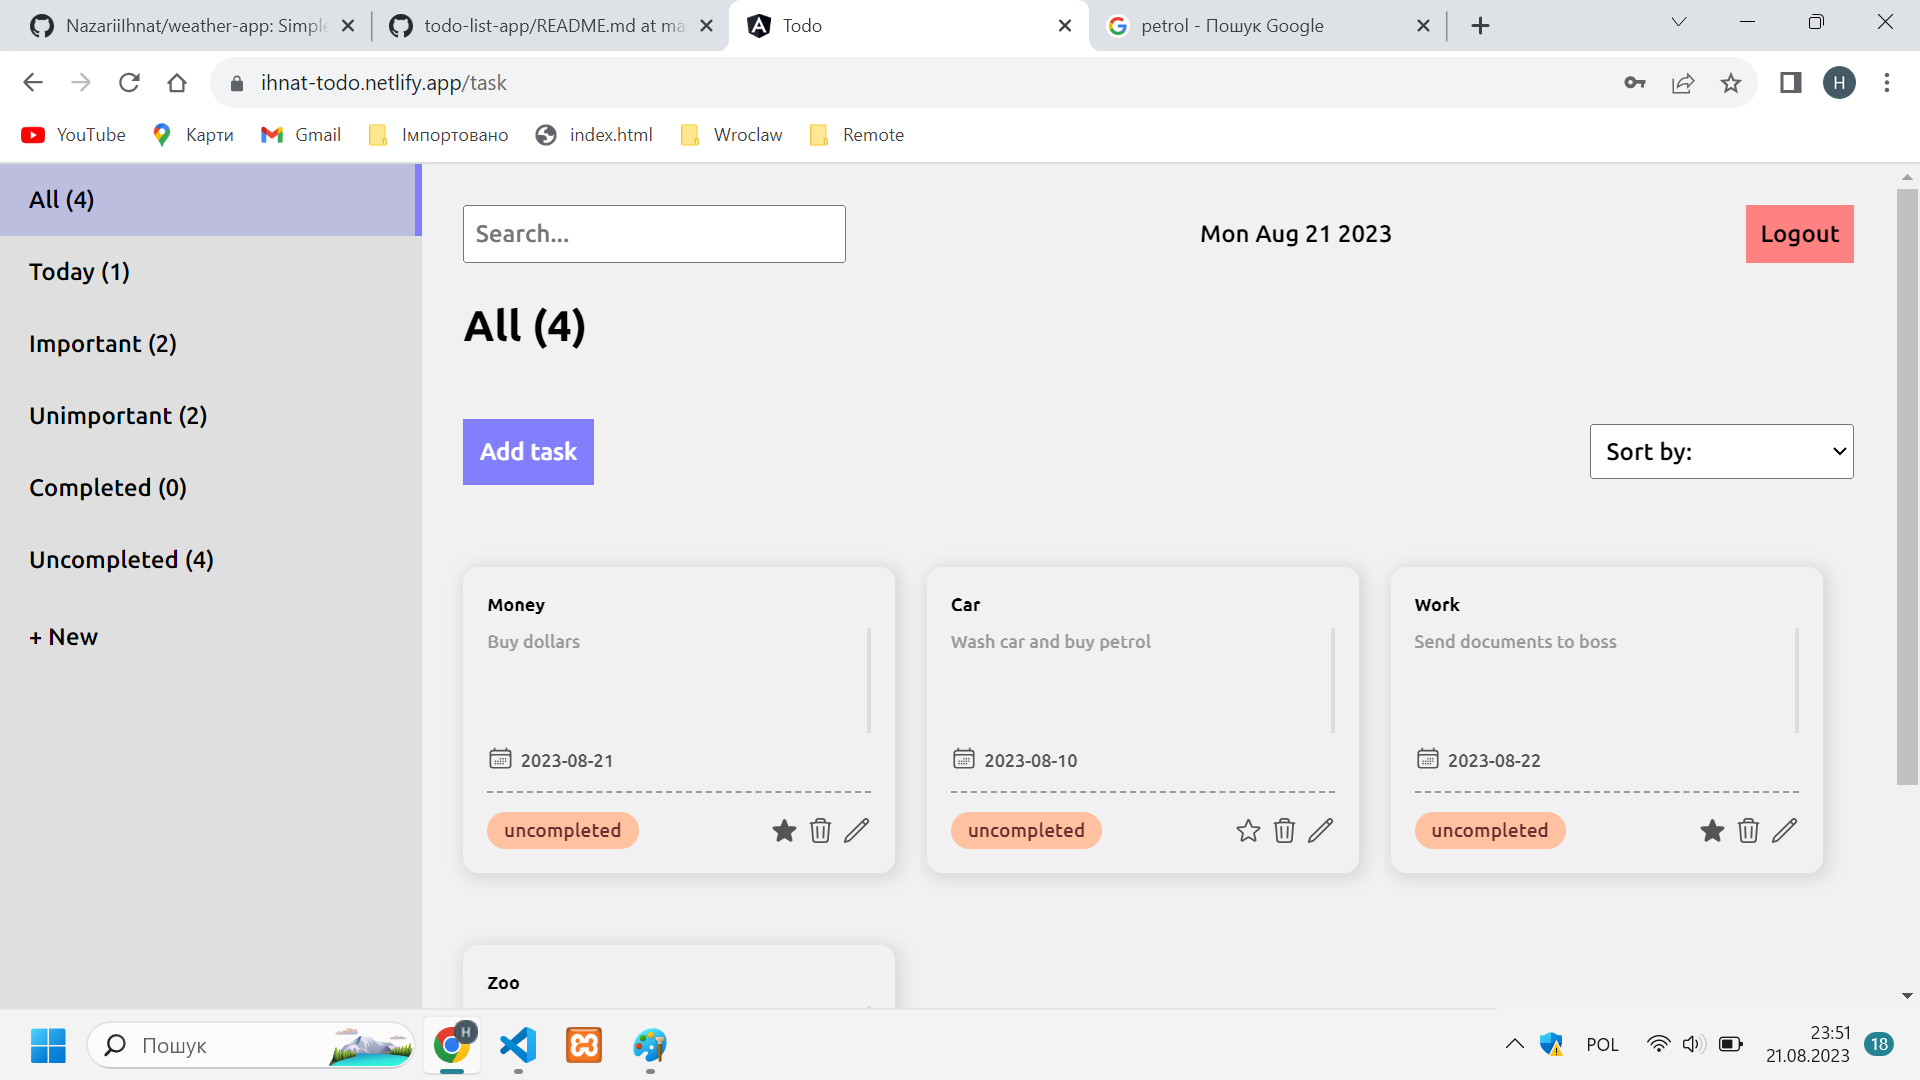 NazariiIhnat/weather-app: Simple
todo-list-app/README.md at ma
Todo
petrol - Пошук Google
ihnat-todo.netlify.app/task
H
YouTube
Карти
Gmail
Імпортовано
index.html
Wroclaw
Remote
All (4)
Today (1)
Important (2)
Unimportant (2)
Completed (0)
Uncompleted (4)
+ New
Search...
Mon Aug 21 2023
Logout
All (4)
Add task
Sort by:
Money
Buy dollars
2023-08-21
uncompleted
Car
Wash car and buy petrol
2023-08-10
uncompleted
Work
Send documents to boss
2023-08-22
uncompleted
Zoo
Пошук
H
POL
23:51
21.08.2023
18